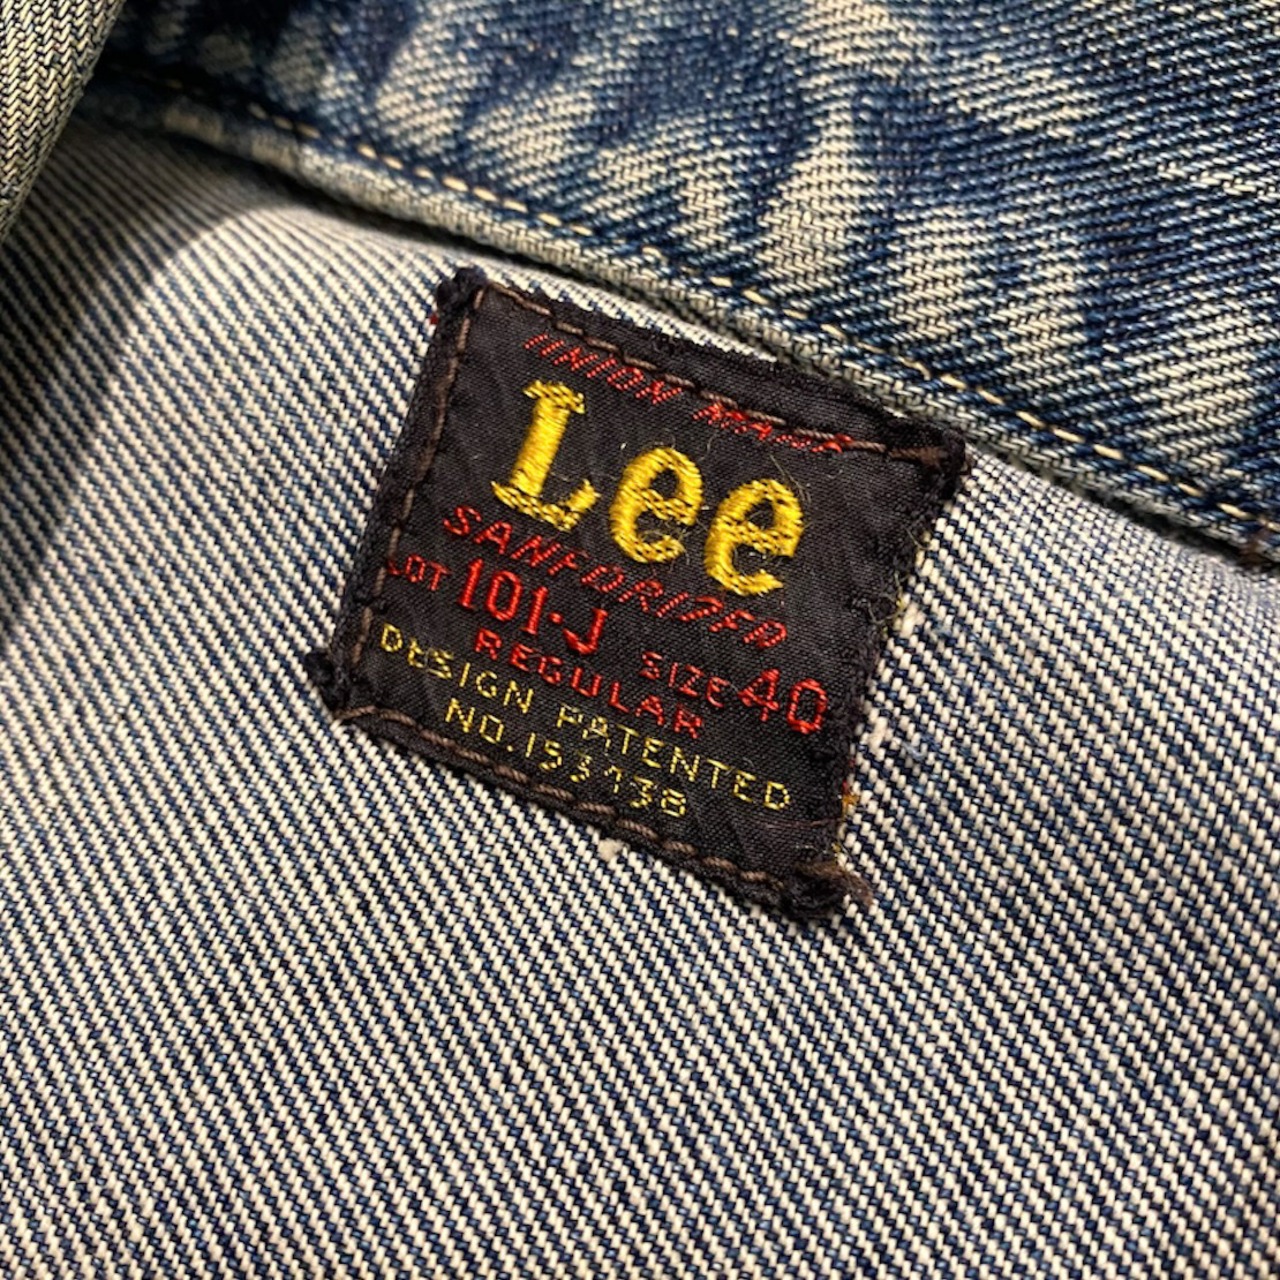 UNION MADE
Lee
SANFORIZED
LOT 101·J SIZE 40
REGULAR
DESIGN PATENTED
NO. 153438